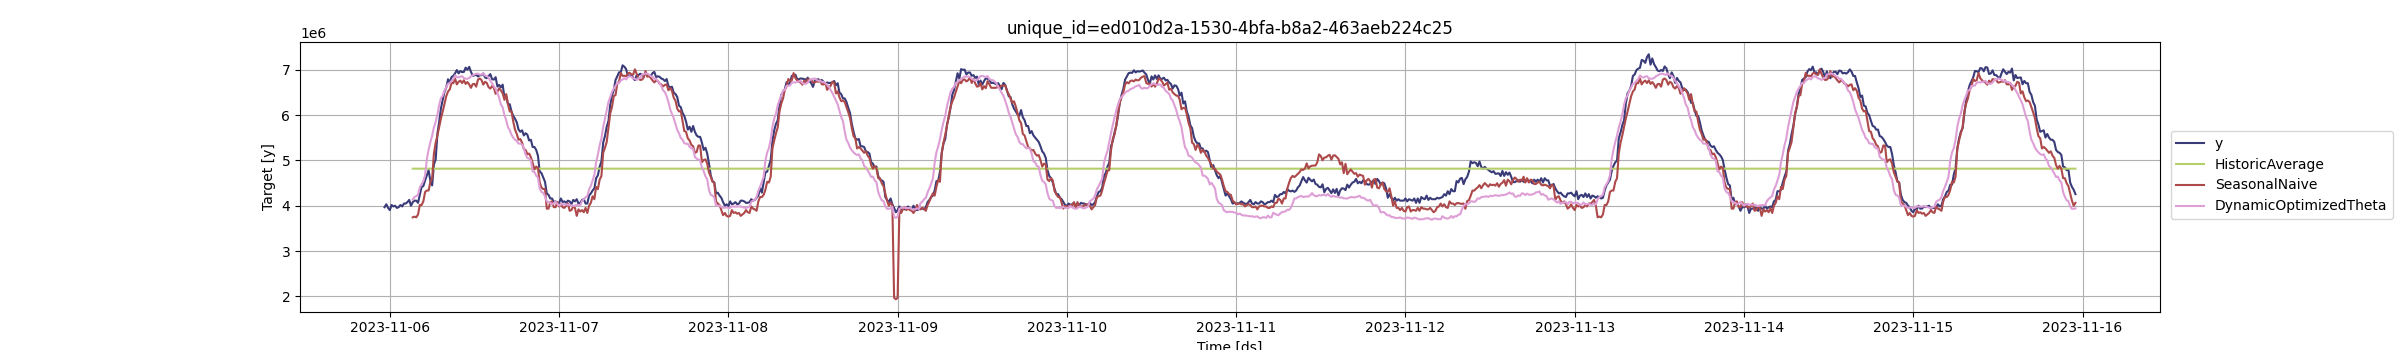 unique_id=ed010d2a-1530-4bfa-b8a2-463aeb224c25
1e6
7
6
5
4
3
2
Target [y]
2023-11-06 2023-11-07 2023-11-08 2023-11-09 2023-11-10 2023-11-11 2023-11-12 2023-11-13 2023-11-14 2023-11-15 2023-11-16
Time [ds]
y
HistoricAverage
SeasonalNaive
DynamicOptimizedTheta